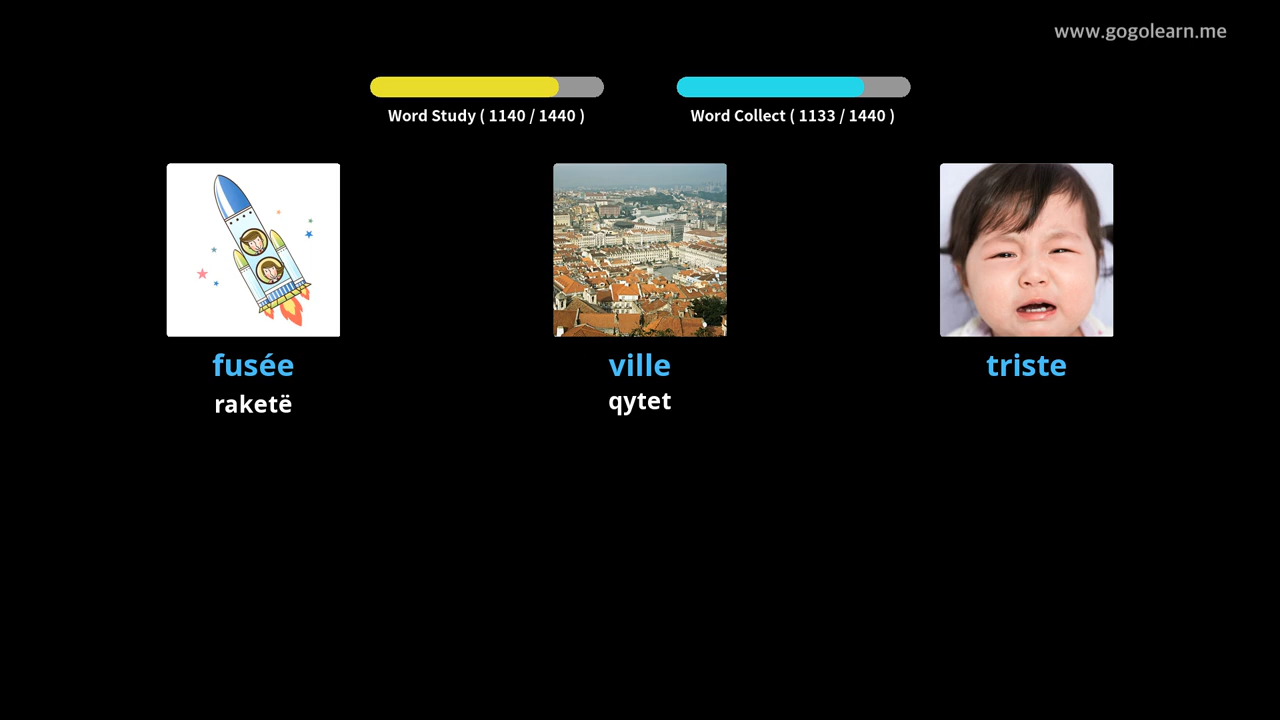 www.gogolearn.me
Word Study ( 1140 / 1440 )
Word Collect ( 1133 / 1440 )
fusée
raketë
ville
qytet
triste